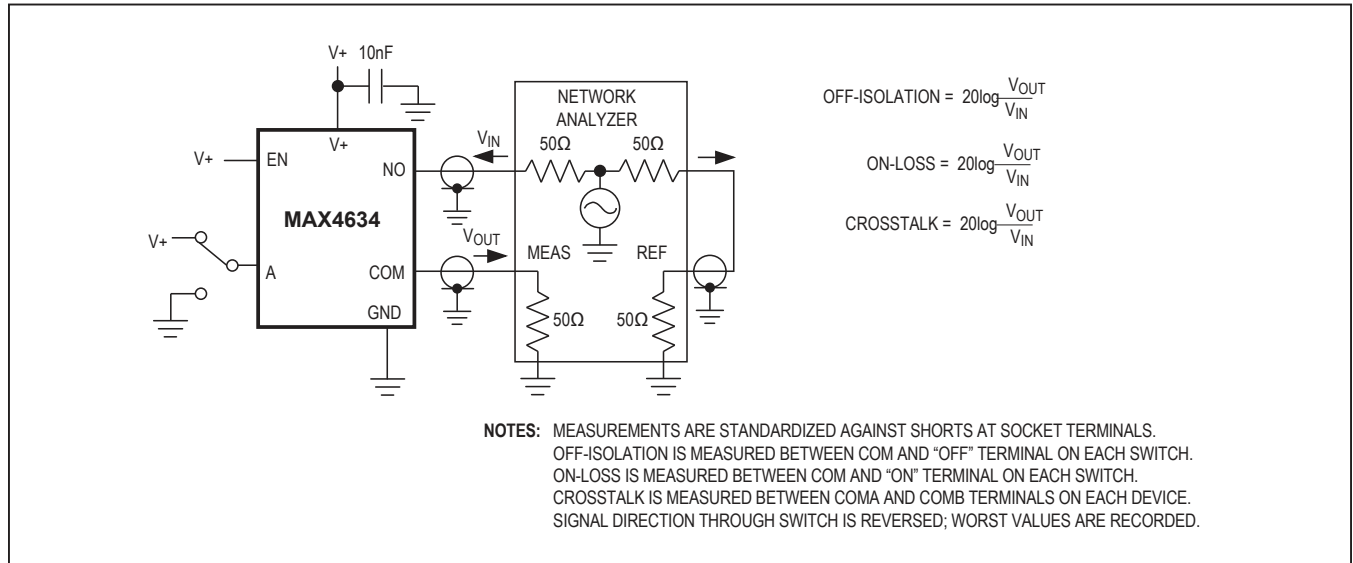 V+ 10nF
V+
V+ EN
NO
MAX4634
V+
A
COM
GND
VIN
VOUT
NETWORK
ANALYZER
50Ω 50Ω
MEAS REF
50Ω 50Ω
OFF-ISOLATION = 20log VOUT
VIN
ON-LOSS = 20log VOUT
VIN
CROSSTALK = 20log VOUT
VIN
NOTES: MEASUREMENTS ARE STANDARDIZED AGAINST SHORTS AT SOCKET TERMINALS.
OFF-ISOLATION IS MEASURED BETWEEN COM AND “OFF” TERMINAL ON EACH SWITCH.
ON-LOSS IS MEASURED BETWEEN COM AND “ON” TERMINAL ON EACH SWITCH.
CROSSTALK IS MEASURED BETWEEN COMA AND COMB TERMINALS ON EACH DEVICE.
SIGNAL DIRECTION THROUGH SWITCH IS REVERSED; WORST VALUES ARE RECORDED.